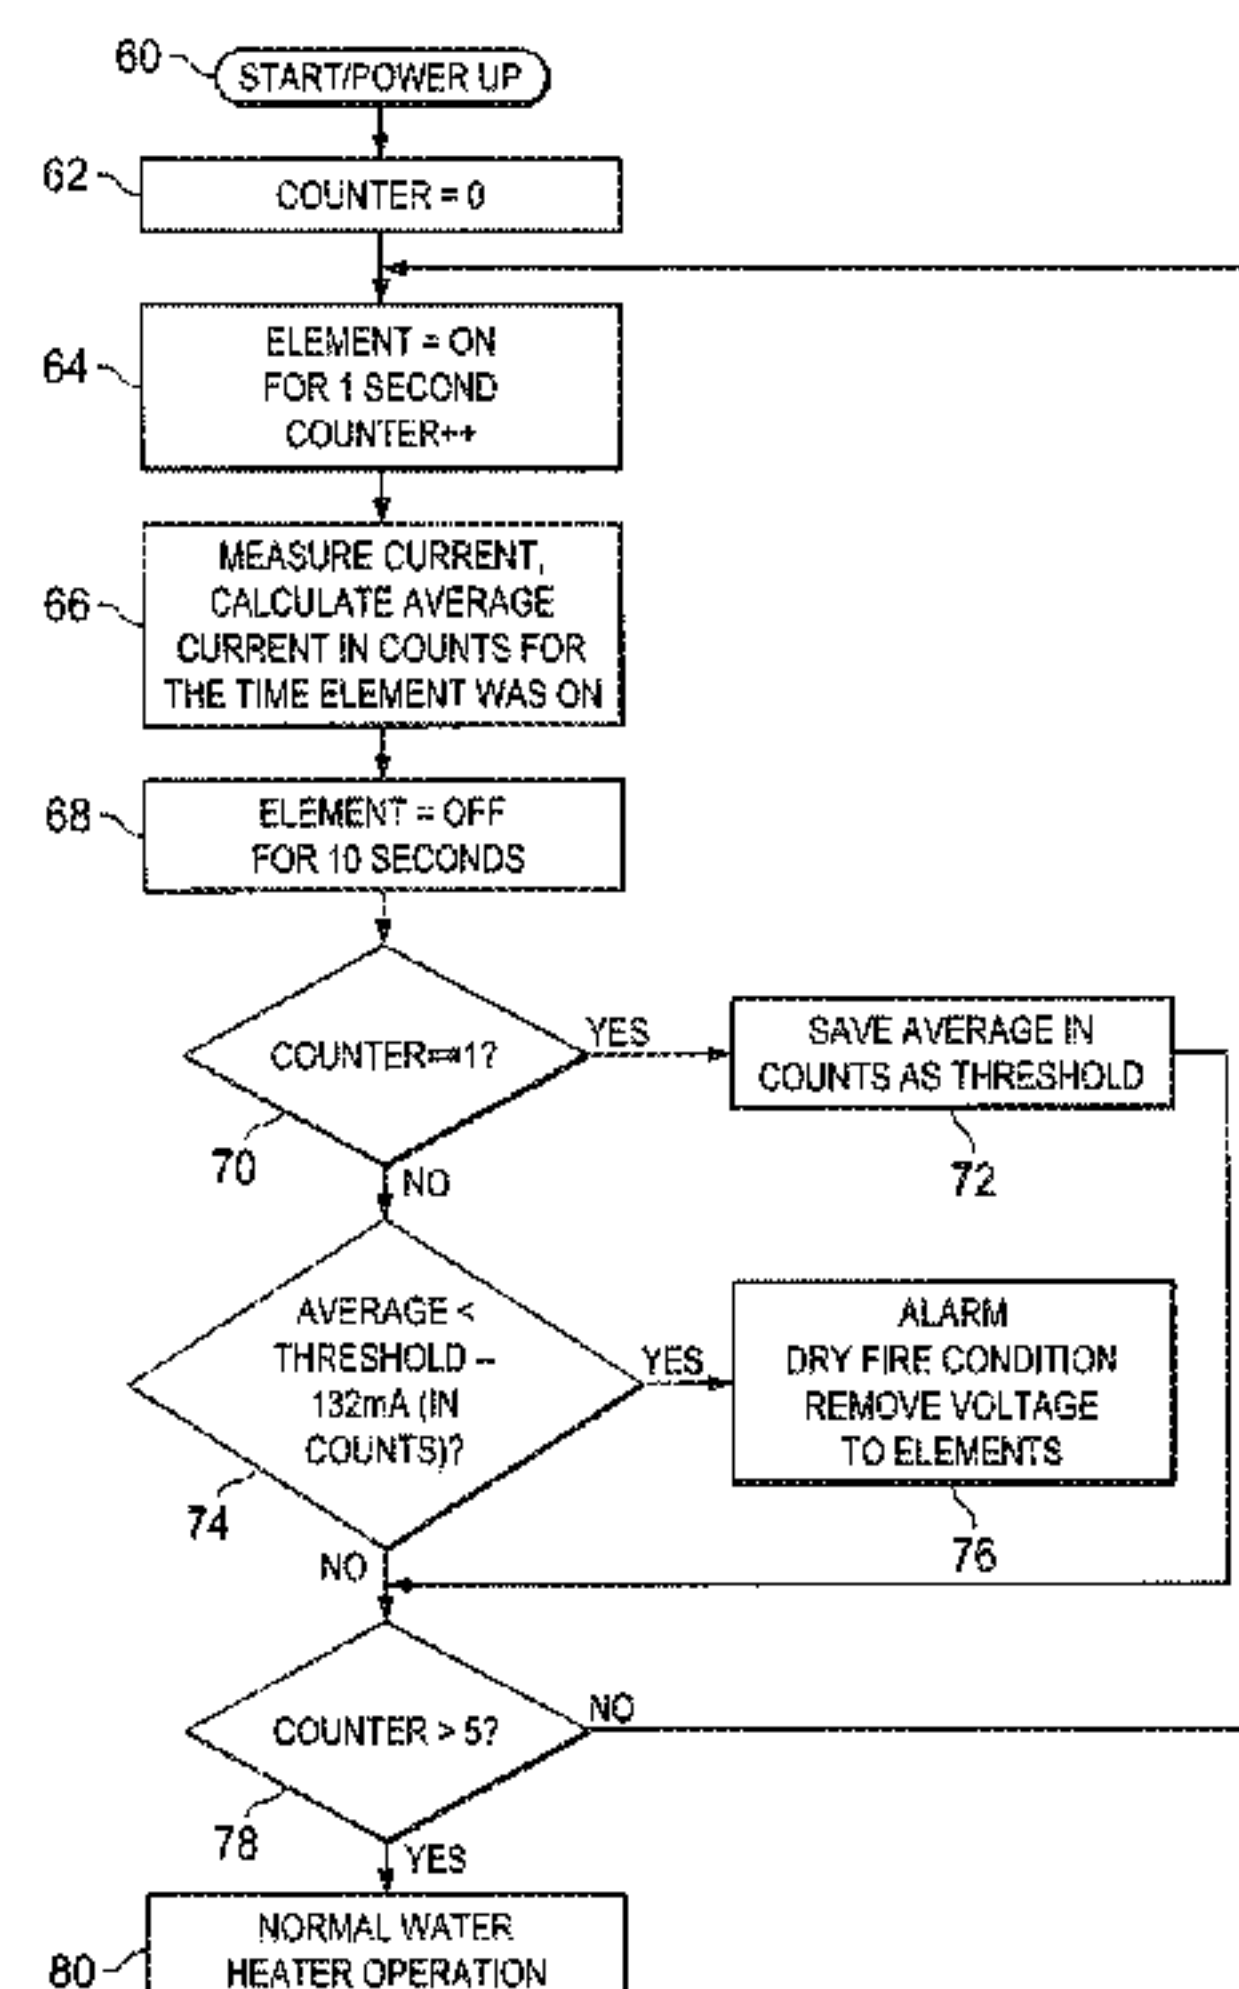 60
START/POWER UP
62
COUNTER = 0
64
ELEMENT = ON
FOR 1 SECOND
COUNTER++
66
MEASURE CURRENT,
CALCULATE AVERAGE
CURRENT IN COUNTS FOR
THE TIME ELEMENT WAS ON
68
ELEMENT = OFF
FOR 10 SECONDS
COUNTER==1?
YES
SAVE AVERAGE IN
COUNTS AS THRESHOLD
70
NO
72
AVERAGE <
THRESHOLD –
132mA (IN
COUNTS)?
YES
ALARM
DRY FIRE CONDITION
REMOVE VOLTAGE
TO ELEMENTS
74
NO
76
COUNTER > 5?
NO
78
YES
80
NORMAL WATER
HEATER OPERATION